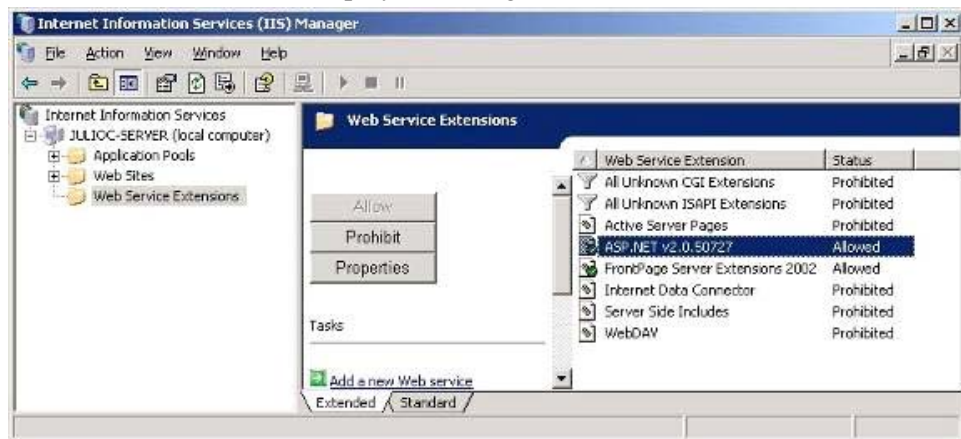 Internet Information Services (IIS) Manager
File Action View Window Help
Internet Information Services
JULIOC-SERVER (local computer)
Application Pools
Web Sites
Web Service Extensions
Web Service Extensions
Allow
Prohibit
Properties
Tasks
Add a new Web service
Web Service Extension Status
All Unknown CGI Extensions Prohibited
All Unknown ISAPI Extensions Prohibited
Active Server Pages Prohibited
ASP.NET v2.0.50727 Allowed
FrontPage Server Extensions 2002 Allowed
Internet Data Connector Prohibited
Server Side Includes Prohibited
WebDAV Prohibited
Extended Standard